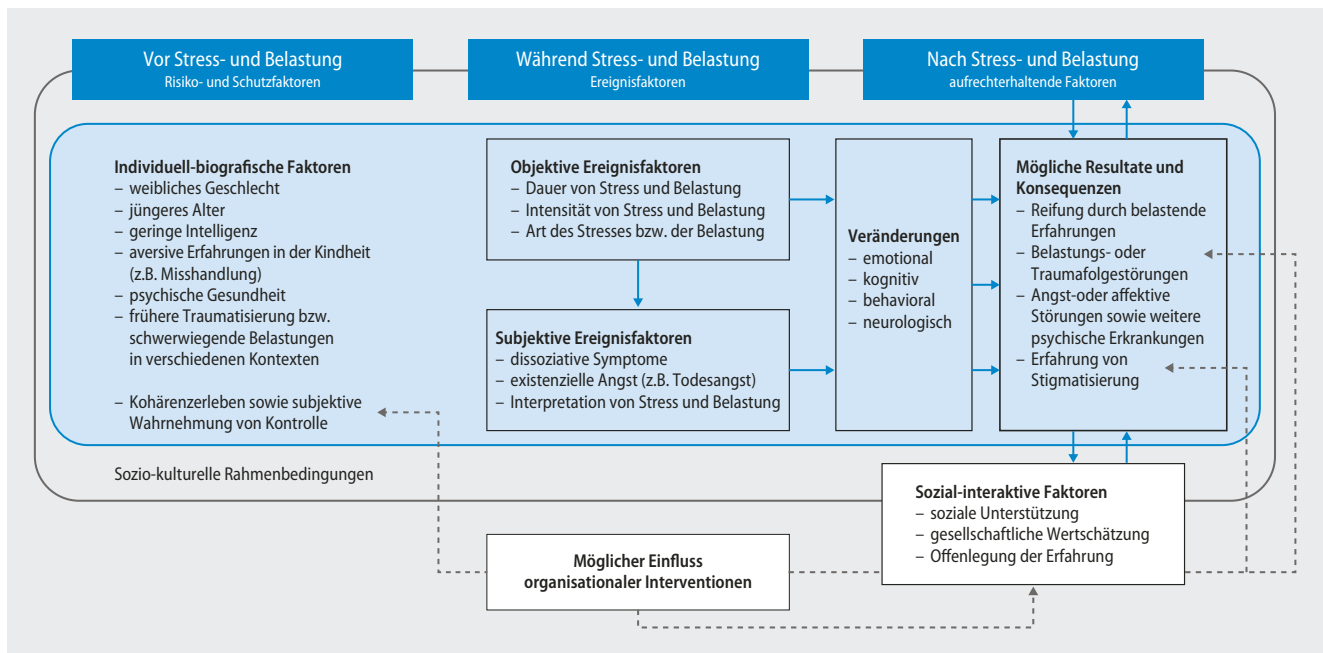 Vor Stress- und Belastung
Risiko- und Schutzfaktoren
Während Stress- und Belastung
Ereignisfaktoren
Nach Stress- und Belastung
aufrechterhaltende Faktoren
Individuell-biografische Faktoren
– weibliches Geschlecht
– jüngeres Alter
– geringe Intelligenz
– aversive Erfahrungen in der Kindheit
(z.B. Misshandlung)
– psychische Gesundheit
– frühere Traumatisierung bzw.
schwerwiegende Belastungen
in verschiedenen Kontexten
– Kohärenzerleben sowie subjektive
Wahrnehmung von Kontrolle
Objektive Ereignisfaktoren
– Dauer von Stress und Belastung
– Intensität von Stress und Belastung
– Art des Stresses bzw. der Belastung
Subjektive Ereignisfaktoren
– dissoziative Symptome
– existenzielle Angst (z.B. Todesangst)
– Interpretation von Stress und Belastung
Veränderungen
– emotional
– kognitiv
– behavioral
– neurologisch
Mögliche Resultate und
Konsequenzen
– Reifung durch belastende
Erfahrungen
– Belastungs- oder
Traumafolgestörungen
– Angst-oder affektive
Störungen sowie weitere
psychische Erkrankungen
– Erfahrung von
Stigmatisierung
Sozio-kulturelle Rahmenbedingungen
Sozial-interaktive Faktoren
– soziale Unterstützung
– gesellschaftliche Wertschätzung
– Offenlegung der Erfahrung
Möglicher Einfluss
organisationaler Interventionen